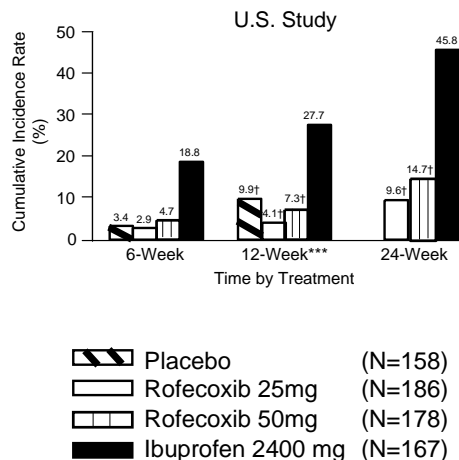 U.S. Study
Cumulative Incidence Rate
(%)
50
40
30
20
10
0
3.4
2.9
4.7
18.8
9.9†
4.1†
7.3†
27.7
9.6†
14.7†
45.8
6-Week
12-Week***
24-Week
Time by Treatment
Placebo (N=158)
Rofecoxib 25mg (N=186)
Rofecoxib 50mg (N=178)
Ibuprofen 2400 mg (N=167)